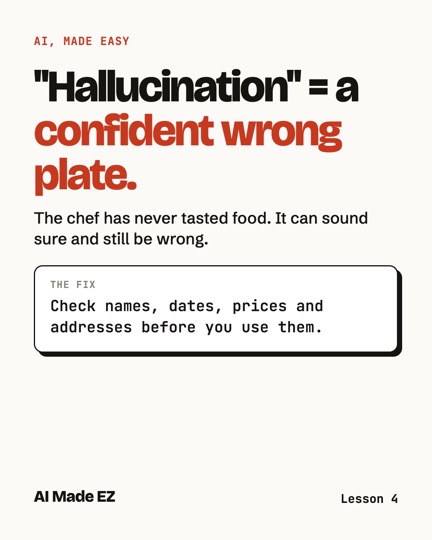 AI, MADE EASY
"Hallucination" = a
confident wrong
plate.
The chef has never tasted food. It can sound
sure and still be wrong.
THE FIX
Check names, dates, prices and
addresses before you use them.
AI Made EZ
Lesson 4